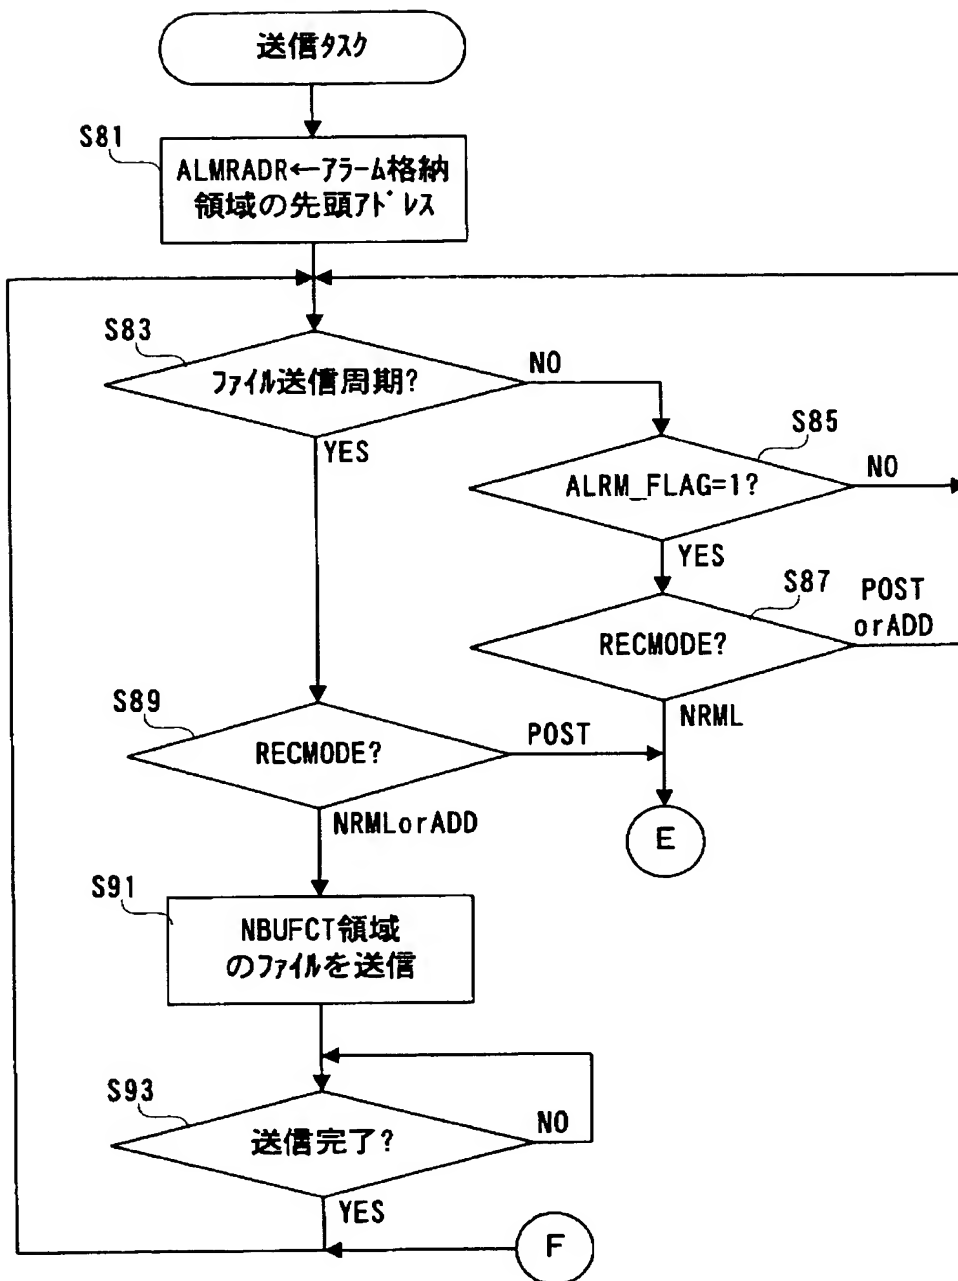 送信ﾀｽｸ
S81
ALMRADR←ｱﾗｰﾑ格納
領域の先頭ｱﾄﾞﾚｽ
S83
ﾌｧｲﾙ送信周期?
NO
YES
S85
ALRM_FLAG=1?
NO
YES
S87
RECMODE?
POST
orADD
NRML
S89
RECMODE?
POST
NRMLorADD
E
S91
NBUFCT領域
のﾌｧｲﾙを送信
S93
送信完了?
NO
YES
F